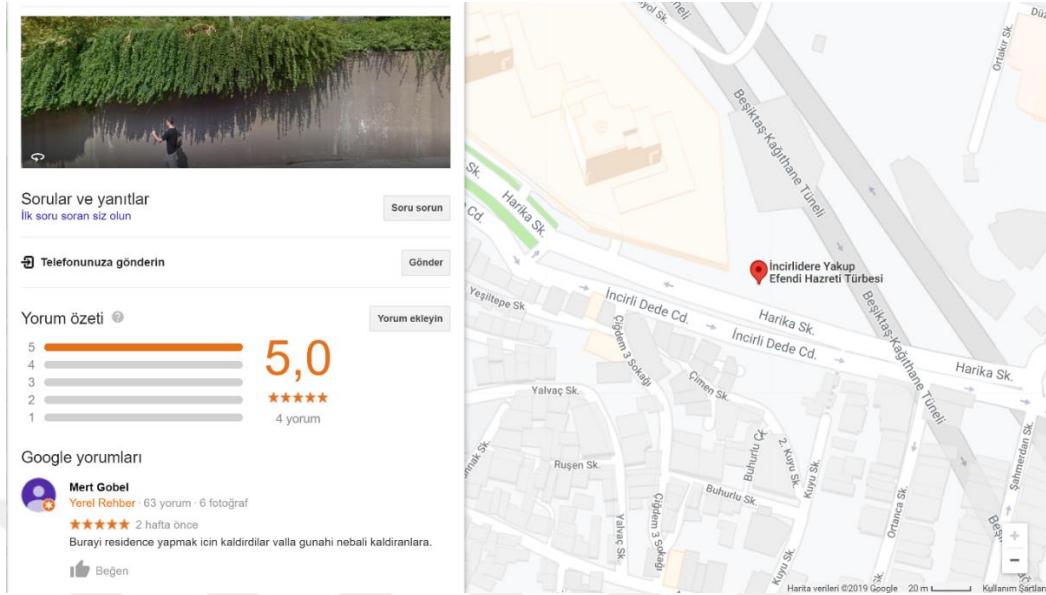 Sorular ve yanıtlar
İlk soru soran siz olun
Soru sorun
Telefonunuza gönderin
Gönder
Yorum özeti
Yorum ekleyin
5
4
3
2
1
5,0
4 yorum
Google yorumları
Mert Gobel
Yerel Rehber · 63 yorum · 6 fotoğraf
2 hafta önce
Burayi residence yapmak icin kaldirdilar valla gunahi nebali kaldiranlara.
Beğen
Ortakır Sk.
Beşiktaş-Kağıthane Tüneli
Sk.
Harika Sk.
Cd.
Harika Sk.
İncirlidere Yakup
Efendi Hazreti Türbesi
Yeşiltepe Sk
İncirli Dede Cd.
Harika Sk.
İncirli Dede Cd.
Beşiktaş-Kağıthane Tüneli
Harika Sk.
Çiğdem 3 Sokağı
Çimen Sk.
Yalvaç Sk.
Ruşen Sk.
Buhurlu Çk.
2. Kuyu Sk.
Kuyu Sk.
Buhurlu Sk.
Şahmerdan Sk.
Ortanca Sk.
Yalvaç Sk.
Çiğdem 3 Sokağı
Kuyu Sk.
Harita verileri ©2019 Google
20 m
Kullanım Şartları